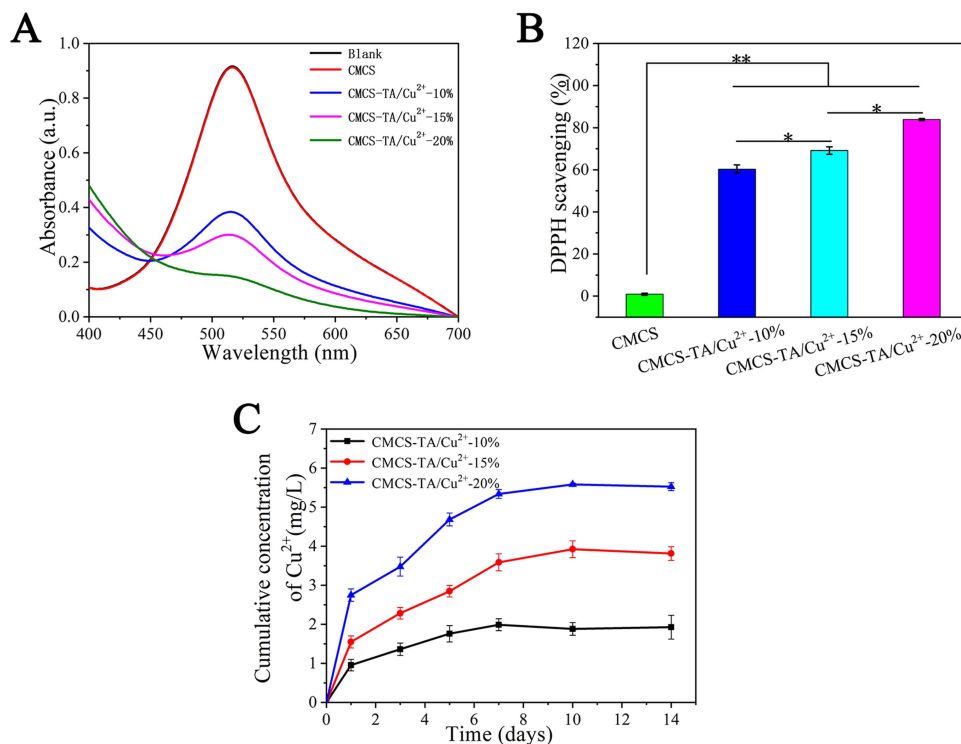 A
1.0
0.8
0.6
0.4
0.2
0.0
400
450
500
550
600
650
700
Absorbance (a.u.)
Wavelength (nm)
Blank
CMCS
CMCS-TA/Cu²⁺-10%
CMCS-TA/Cu²⁺-15%
CMCS-TA/Cu²⁺-20%
B
120
100
80
60
40
20
0
DPPH scavenging (%)
**
*
*
CMCS
CMCS-TA/Cu²⁺-10%
CMCS-TA/Cu²⁺-15%
CMCS-TA/Cu²⁺-20%
C
7
6
5
4
3
2
1
0
0
2
4
6
8
10
12
14
Cumulative concentration
of Cu²⁺(mg/L)
Time (days)
CMCS-TA/Cu²⁺-10%
CMCS-TA/Cu²⁺-15%
CMCS-TA/Cu²⁺-20%